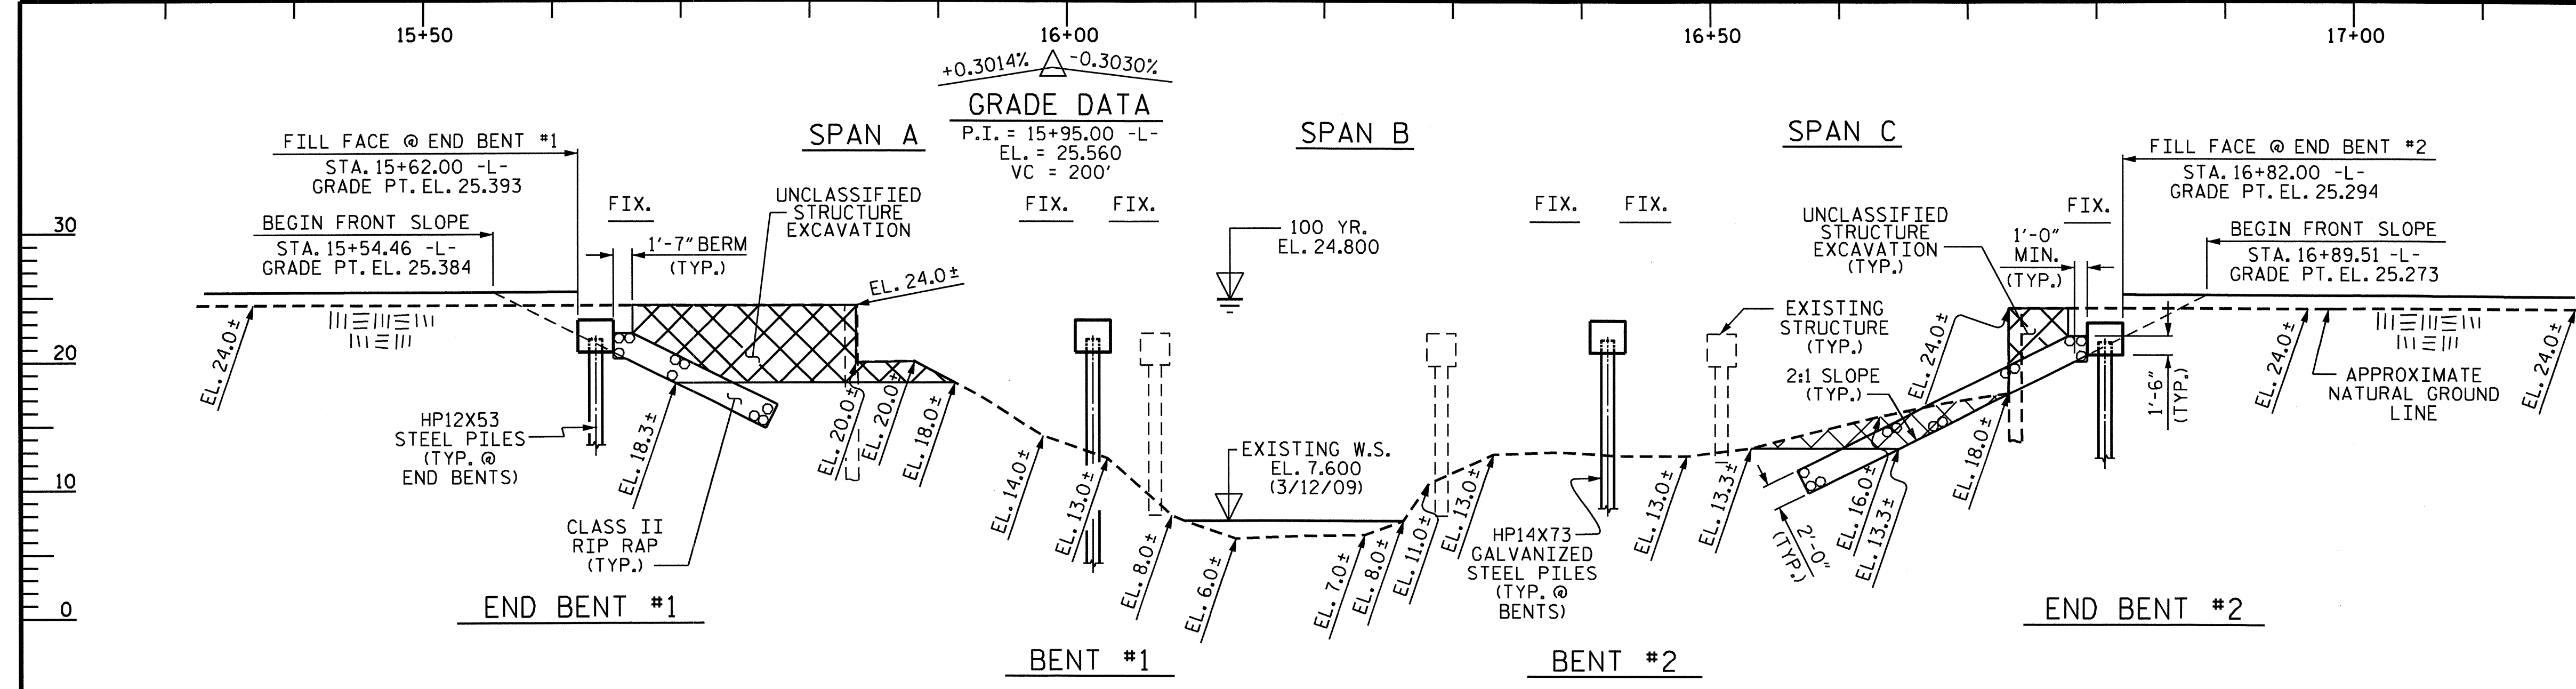 15+50
16+00
16+50
17+00
+0.3014%
-0.3030%
GRADE DATA
P.I. = 15+95.00 -L-
EL. = 25.560
VC = 200'
SPAN A
SPAN B
SPAN C
FILL FACE @ END BENT #1
STA. 15+62.00 -L-
GRADE PT. EL. 25.393
BEGIN FRONT SLOPE
STA. 15+54.46 -L-
GRADE PT. EL. 25.384
FIX.
1'-7" BERM
(TYP.)
UNCLASSIFIED
STRUCTURE
EXCAVATION
EL. 24.0±
FIX.
FIX.
100 YR.
EL. 24.800
FIX.
FIX.
UNCLASSIFIED
STRUCTURE
EXCAVATION
(TYP.)
1'-0"
MIN.
(TYP.)
FIX.
FILL FACE @ END BENT #2
STA. 16+82.00 -L-
GRADE PT. EL. 25.294
BEGIN FRONT SLOPE
STA. 16+89.51 -L-
GRADE PT. EL. 25.273
30
20
10
0
EL. 24.0±
HP12X53
STEEL PILES
(TYP. @
END BENTS)
EL. 18.3±
CLASS II
RIP RAP
(TYP.)
EL. 20.0±
EL. 20.0±
EL. 18.0±
EL. 14.0±
EL. 13.0±
EL. 8.0±
EL. 6.0±
EXISTING W.S.
EL. 7.600
(3/12/09)
EL. 7.0±
EL. 8.0±
EL. 11.0±
EL. 13.0±
HP14X73
GALVANIZED
STEEL PILES
(TYP. @
BENTS)
EL. 13.0±
EL. 13.3±
EXISTING
STRUCTURE
(TYP.)
2:1 SLOPE
(TYP.)
2'-0"
(TYP.)
EL. 16.0±
EL. 13.3±
EL. 24.0±
EL. 18.0±
1'-6"
(TYP.)
EL. 24.0±
APPROXIMATE
NATURAL GROUND
LINE
EL. 24.0±
END BENT #1
BENT #1
BENT #2
END BENT #2